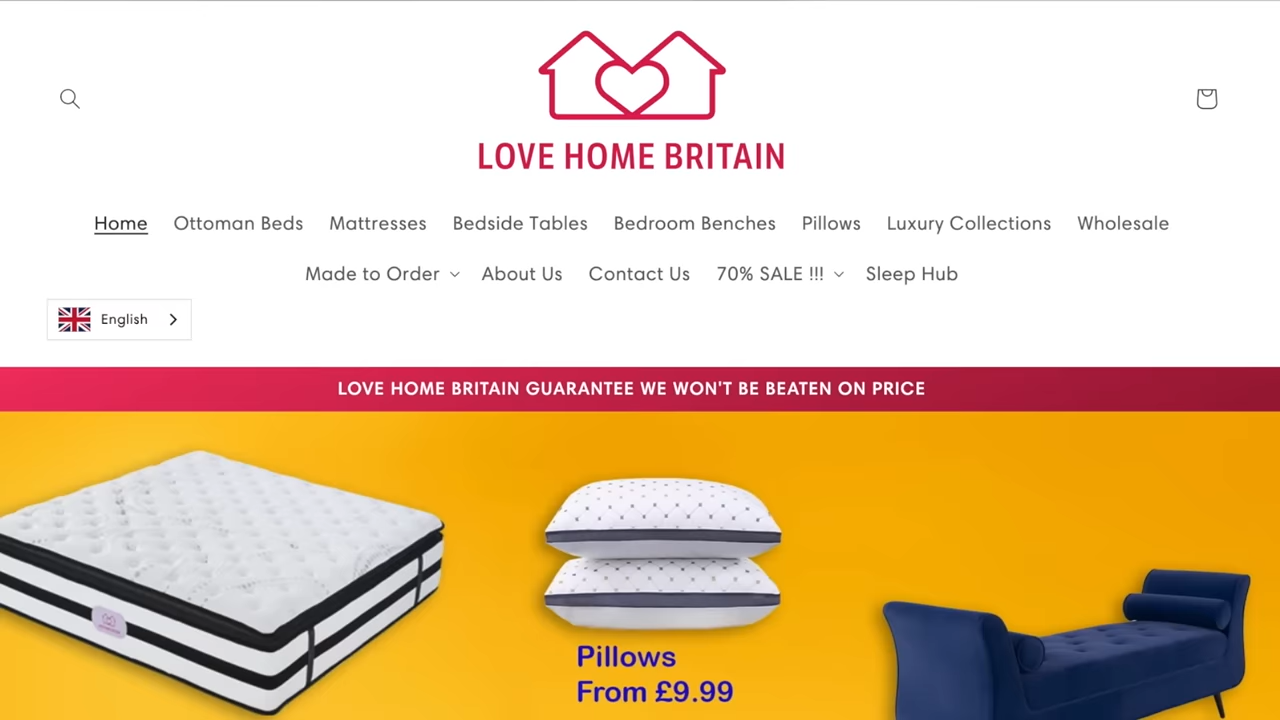 LOVE HOME BRITAIN
Home Ottoman Beds Mattresses Bedside Tables Bedroom Benches Pillows Luxury Collections Wholesale
Made to Order About Us Contact Us 70% SALE !!! Sleep Hub
English
LOVE HOME BRITAIN GUARANTEE WE WON'T BE BEATEN ON PRICE
Pillows
From £9.99